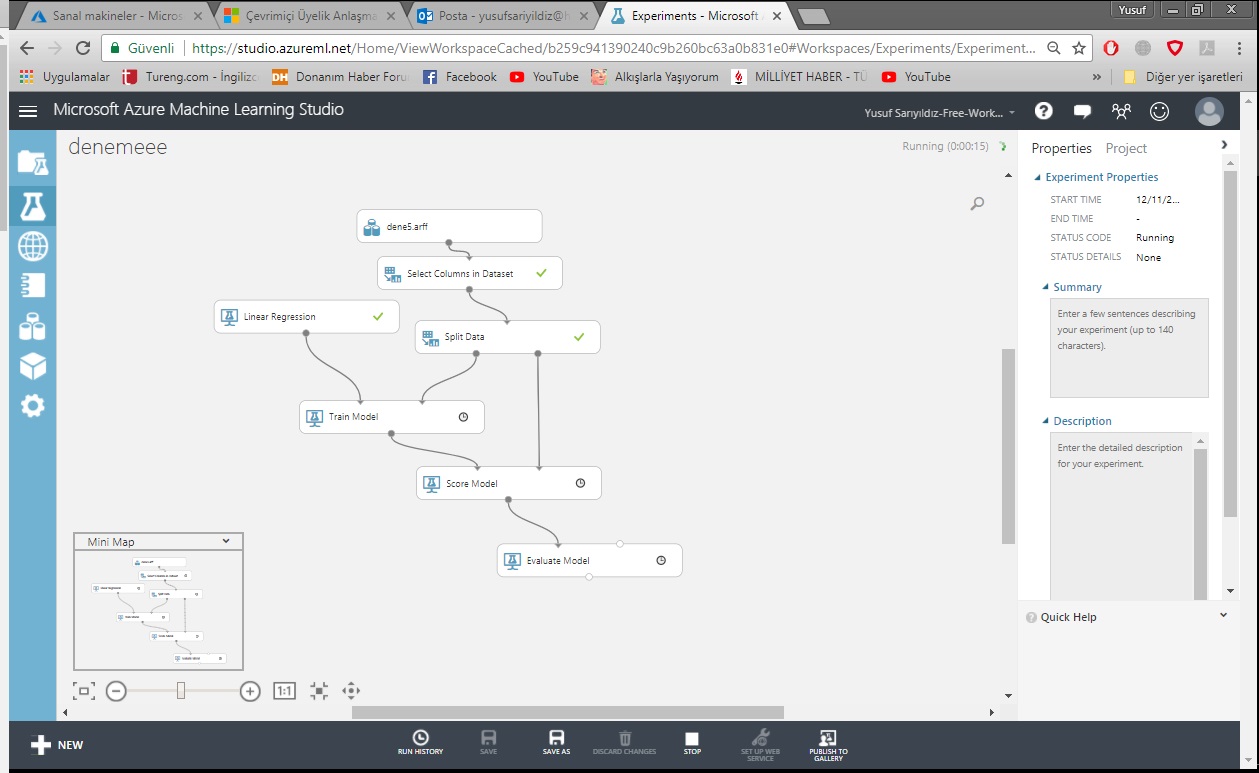 Sanal makineler - Micros
Çevrimiçi Üyelik Anlaşma
Posta - yusufsariyildiz@h
Experiments - Microsoft A
Yusuf
Güvenli
https://studio.azureml.net/Home/ViewWorkspaceCached/b259c941390240c9b260bc63a0b831e0#Workspaces/Experiments/Experiment...
Uygulamalar
Tureng.com - İngilizc
DH
Donanım Haber Foru
Facebook
YouTube
Alkışlarla Yaşıyorum
MİLLİYET HABER - TÜ
YouTube
»
Diğer yer işaretleri
Microsoft Azure Machine Learning Studio
Yusuf Sarıyıldız-Free-Work...
denemeee
Running (0:00:15)
Properties
Project
Experiment Properties
START TIME
12/11/2...
END TIME
-
STATUS CODE
Running
STATUS DETAILS
None
Summary
Enter a few sentences describing
your experiment (up to 140
characters).
Description
Enter the detailed description
for your experiment.
Quick Help
dene5.arff
Select Columns in Dataset
Linear Regression
Split Data
Train Model
Score Model
Evaluate Model
Mini Map
1:1
NEW
RUN HISTORY
SAVE
SAVE AS
DISCARD CHANGES
STOP
SET UP WEB
SERVICE
PUBLISH TO
GALLERY